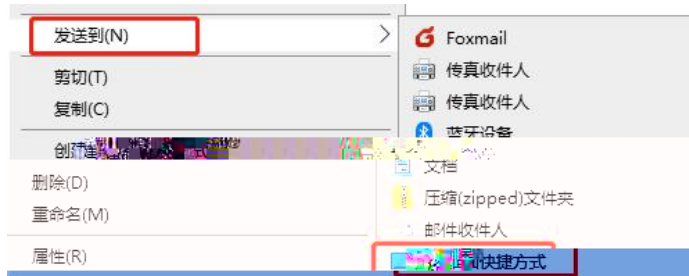 发送到(N)
剪切(T)
复制(C)
创建
删除(D)
重命名(M)
属性(R)
Foxmail
传真收件人
传真收件人
蓝牙设备
文档
压缩(zipped)文件夹
邮件收件人
快捷方式